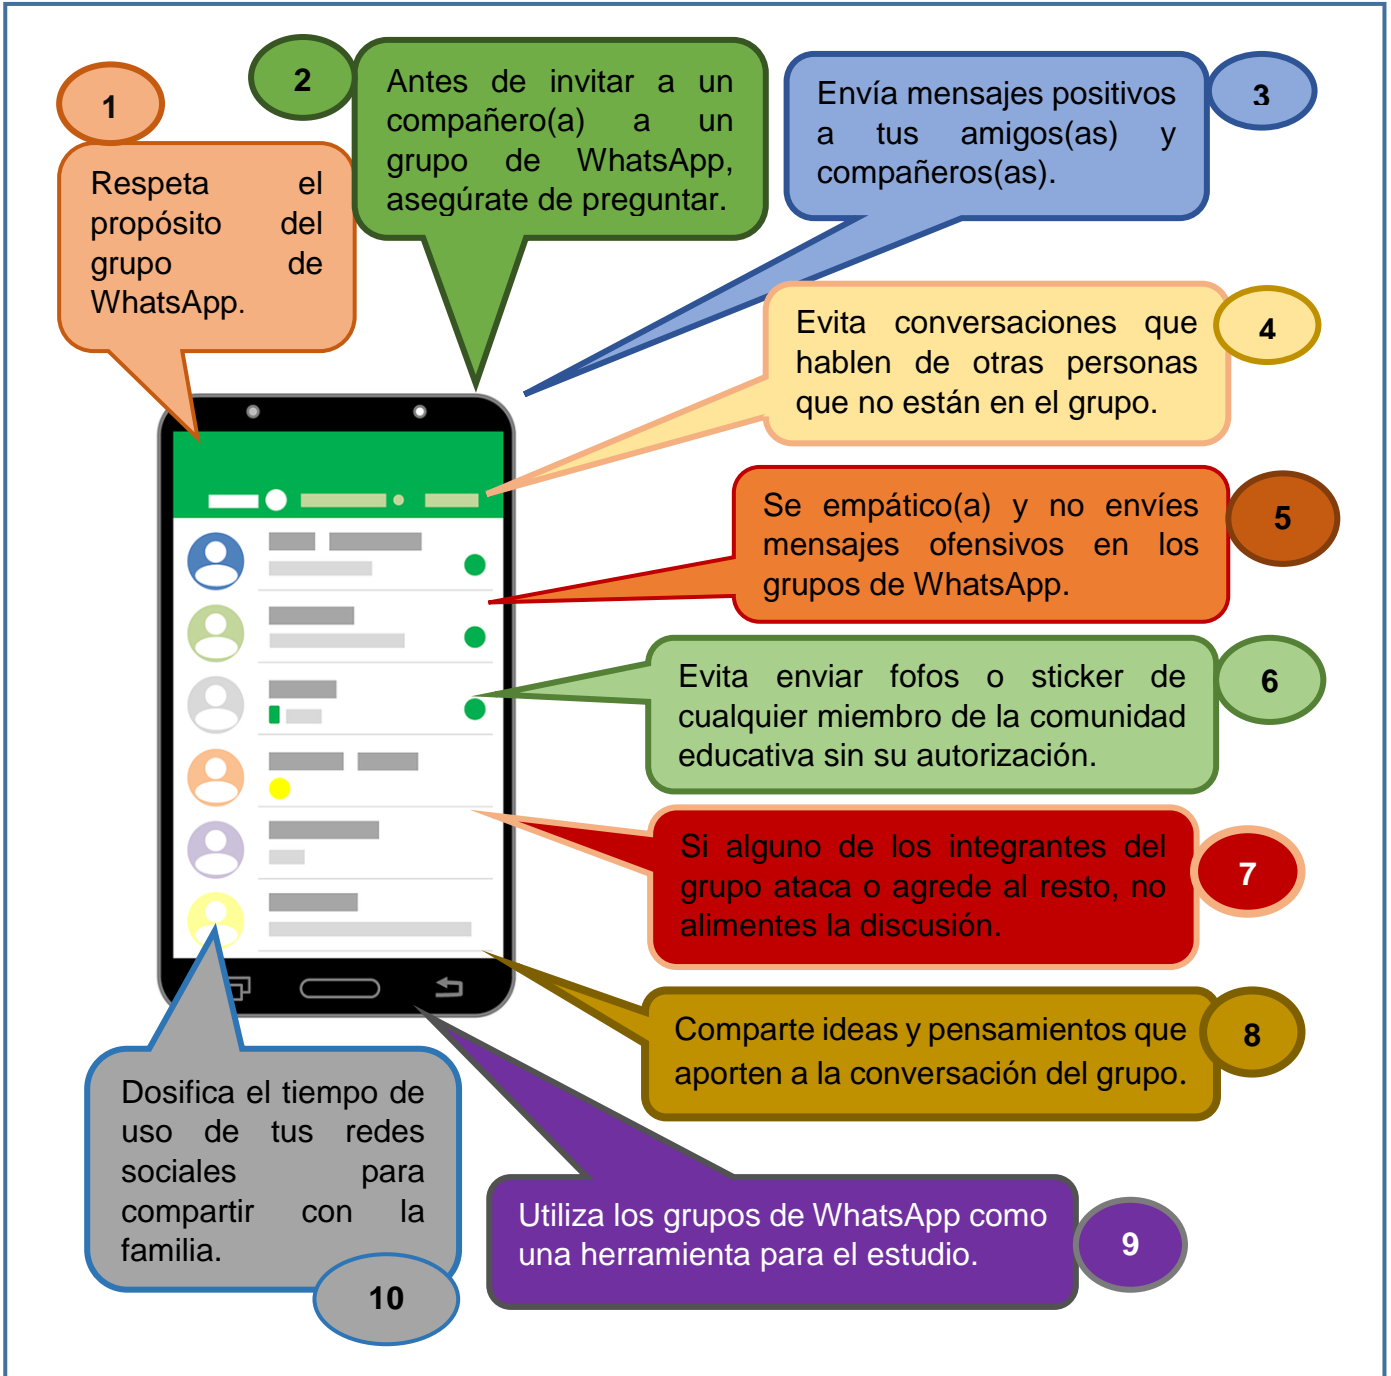 1
Respeta el
propósito del
grupo de
WhatsApp.
2
Antes de invitar a un
compañero(a) a un
grupo de WhatsApp,
asegúrate de preguntar.
3
Envía mensajes positivos
a tus amigos(as) y
compañeros(as).
4
Evita conversaciones que
hablen de otras personas
que no están en el grupo.
5
Se empático(a) y no envíes
mensajes ofensivos en los
grupos de WhatsApp.
6
Evita enviar fofos o sticker de
cualquier miembro de la comunidad
educativa sin su autorización.
7
Si alguno de los integrantes del
grupo ataca o agrede al resto, no
alimentes la discusión.
8
Comparte ideas y pensamientos que
aporten a la conversación del grupo.
9
Utiliza los grupos de WhatsApp como
una herramienta para el estudio.
Dosifica el tiempo de
uso de tus redes
sociales para
compartir con la
familia.
10